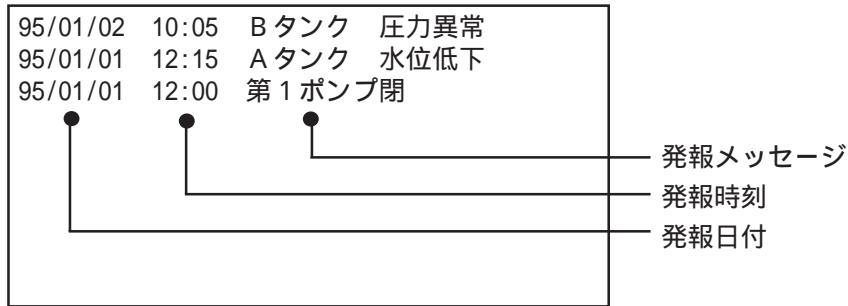 95/01/02 10:05 Bタンク 圧力異常
95/01/01 12:15 Aタンク 水位低下
95/01/01 12:00 第1ポンプ閉
発報メッセージ
発報時刻
発報日付